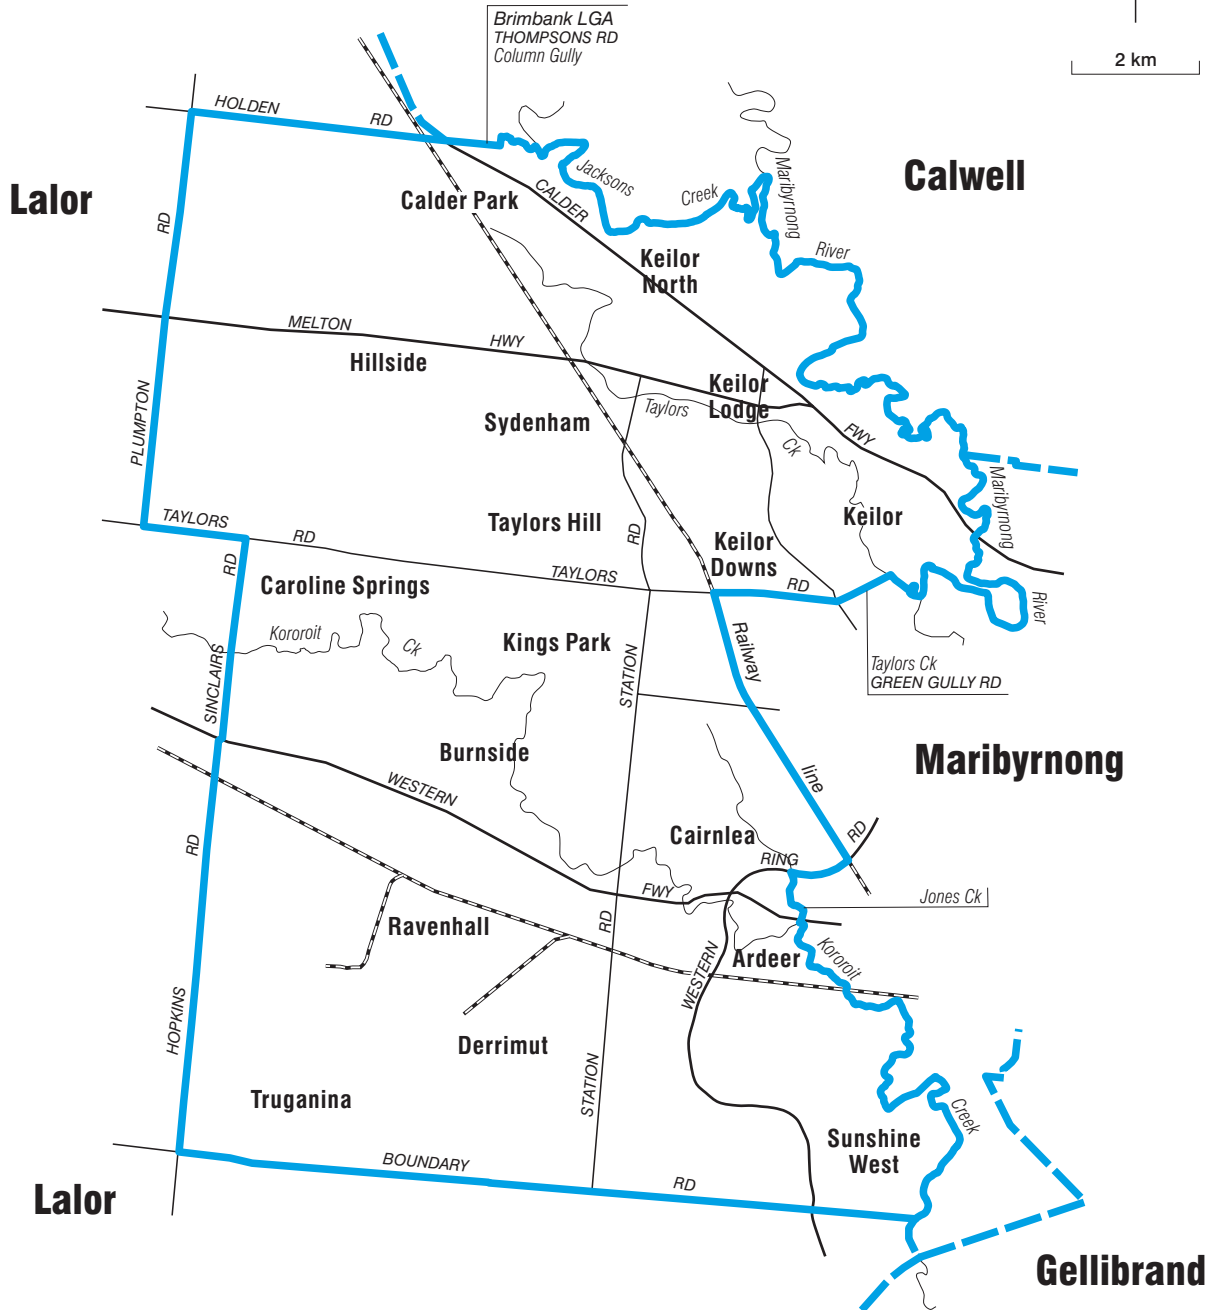 Brimbank LGA
THOMPSONS RD
Column Gully
2 km
HOLDEN
RD
Lalor
Calwell
Jacksons
Creek
Maribyrnong
River
Calder Park
CALDER
RD
Keilor
North
MELTON
HWY
Hillside
PLUMPTON
Keilor
Lodge
Taylors
Ck
Sydenham
FWY
Maribyrnong
TAYLORS
RD
Taylors Hill
RD
Keilor
Keilor
Downs
RD
TAYLORS
RD
River
Caroline Springs
Kororoit
Ck
Kings Park
Railway
Taylors Ck
GREEN GULLY RD
SINCLAIRS
STATION
Burnside
Maribyrnong
line
WESTERN
Cairnlea
RD
RING
RD
FWY
Jones Ck
Ravenhall
RD
Ardeer
Kororoit
WESTERN
HOPKINS
Derrimut
STATION
Truganina
Creek
Sunshine
West
BOUNDARY
RD
Lalor
Gellibrand